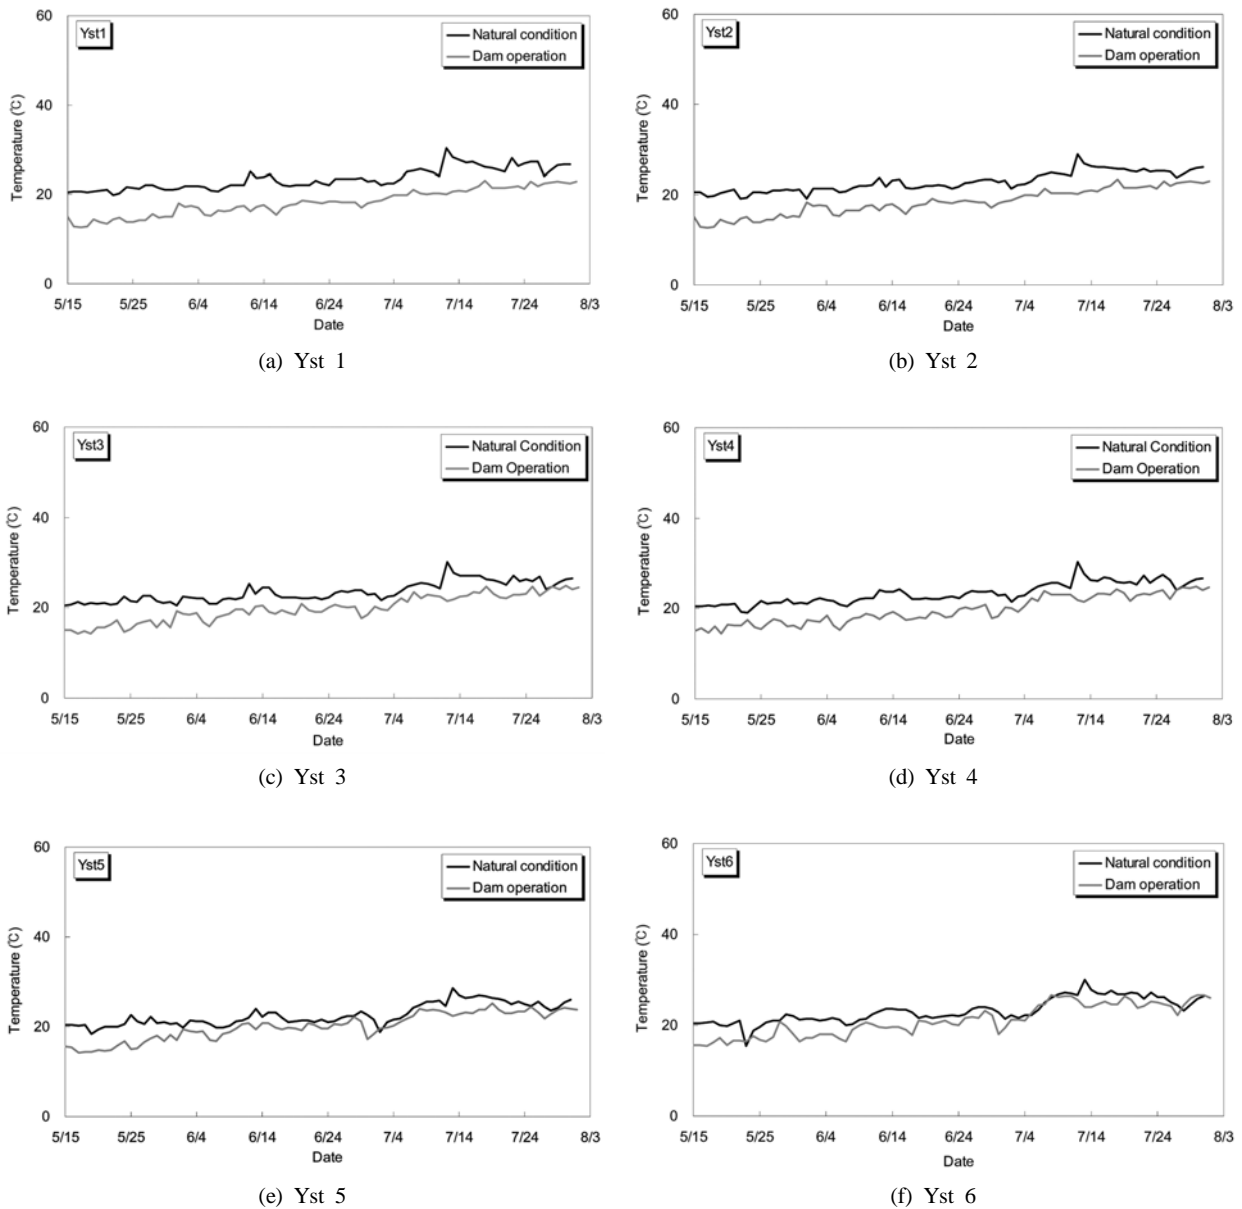 60
Yst1
Natural condition
Dam operation
40
Temperature (℃)
20
0
5/15 5/25 6/4 6/14 6/24 7/4 7/14 7/24 8/3
Date
(a) Yst 1
60
Yst2
Natural condition
Dam operation
40
Temperature (℃)
20
0
5/15 5/25 6/4 6/14 6/24 7/4 7/14 7/24 8/3
Date
(b) Yst 2
60
Yst3
Natural Condition
Dam Operation
40
Temperature (℃)
20
0
5/15 5/25 6/4 6/14 6/24 7/4 7/14 7/24 8/3
Date
(c) Yst 3
60
Yst4
Natural Condition
Dam Operation
40
Temperature (℃)
20
0
5/15 5/25 6/4 6/14 6/24 7/4 7/14 7/24 8/3
Date
(d) Yst 4
60
Yst5
Natural condition
Dam operation
40
Temperature (℃)
20
0
5/15 5/25 6/4 6/14 6/24 7/4 7/14 7/24 8/3
Date
(e) Yst 5
60
Yst6
Natural condition
Dam operation
40
Temperature (℃)
20
0
5/15 5/25 6/4 6/14 6/24 7/4 7/14 7/24 8/3
Date
(f) Yst 6